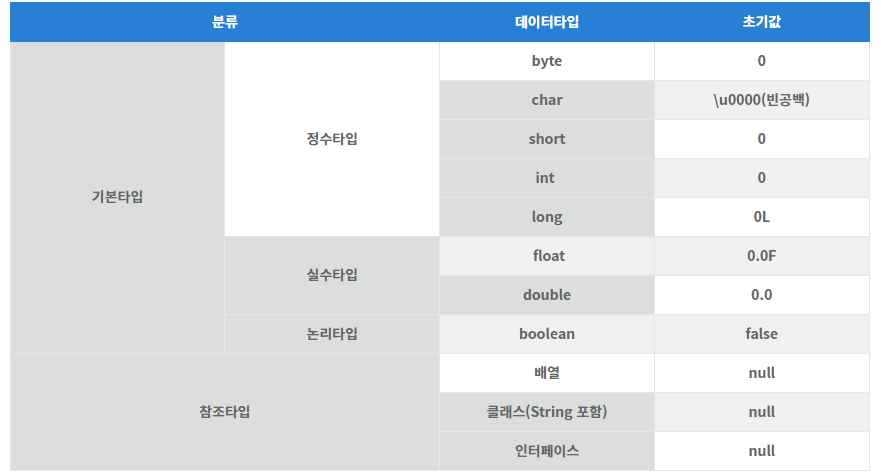 분류 데이터타입 초기값
기본타입 정수타입 byte 0
char \u0000(빈공백)
short 0
int 0
long 0L
실수타입 float 0.0F
double 0.0
논리타입 boolean false
참조타입 배열 null
클래스(String 포함) null
인터페이스 null